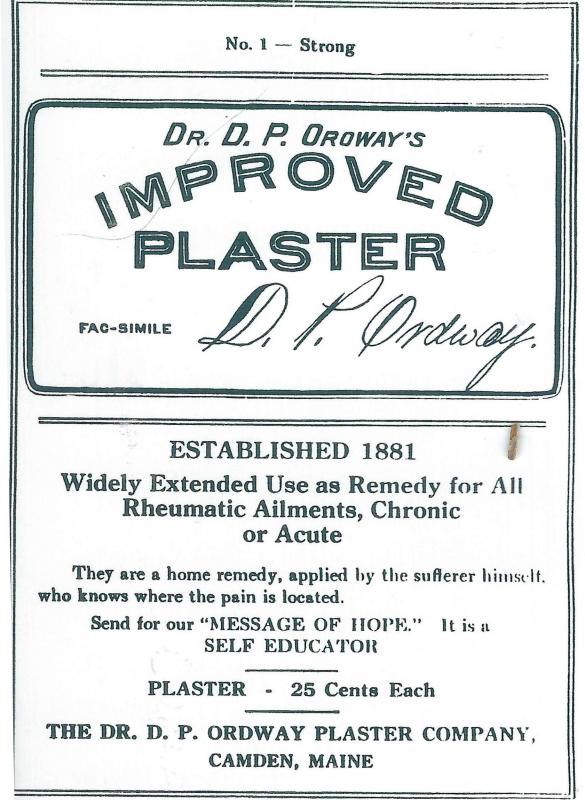 No. 1 — Strong
DR. D. P. ORDWAY'S
IMPROVED
PLASTER
FAC-SIMILE D. P. Ordway.
ESTABLISHED 1881
Widely Extended Use as Remedy for All
Rheumatic Ailments, Chronic
or Acute
They are a home remedy, applied by the sufferer himself,
who knows where the pain is located.
Send for our "MESSAGE OF HOPE." It is a
SELF EDUCATOR
PLASTER - 25 Cents Each
THE DR. D. P. ORDWAY PLASTER COMPANY,
CAMDEN, MAINE